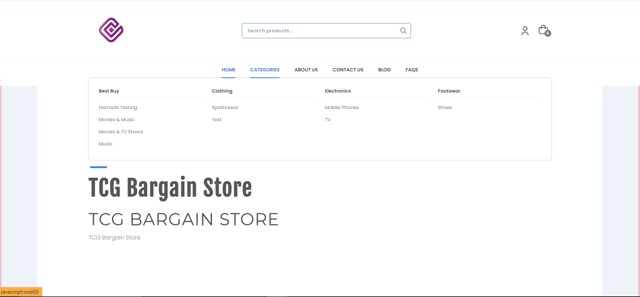 Search products...
0
HOME CATEGORIES ABOUT US CONTACT US BLOG FAQS
Best Buy Clothing Electronics Footwear
Hamada Testing Sportswear Mobile Phones Shoes
Movies & Music Test TV
Movies & TV Shows
Music
TCG Bargain Store
TCG BARGAIN STORE
TCG Bargain Store
javascript:void(0)